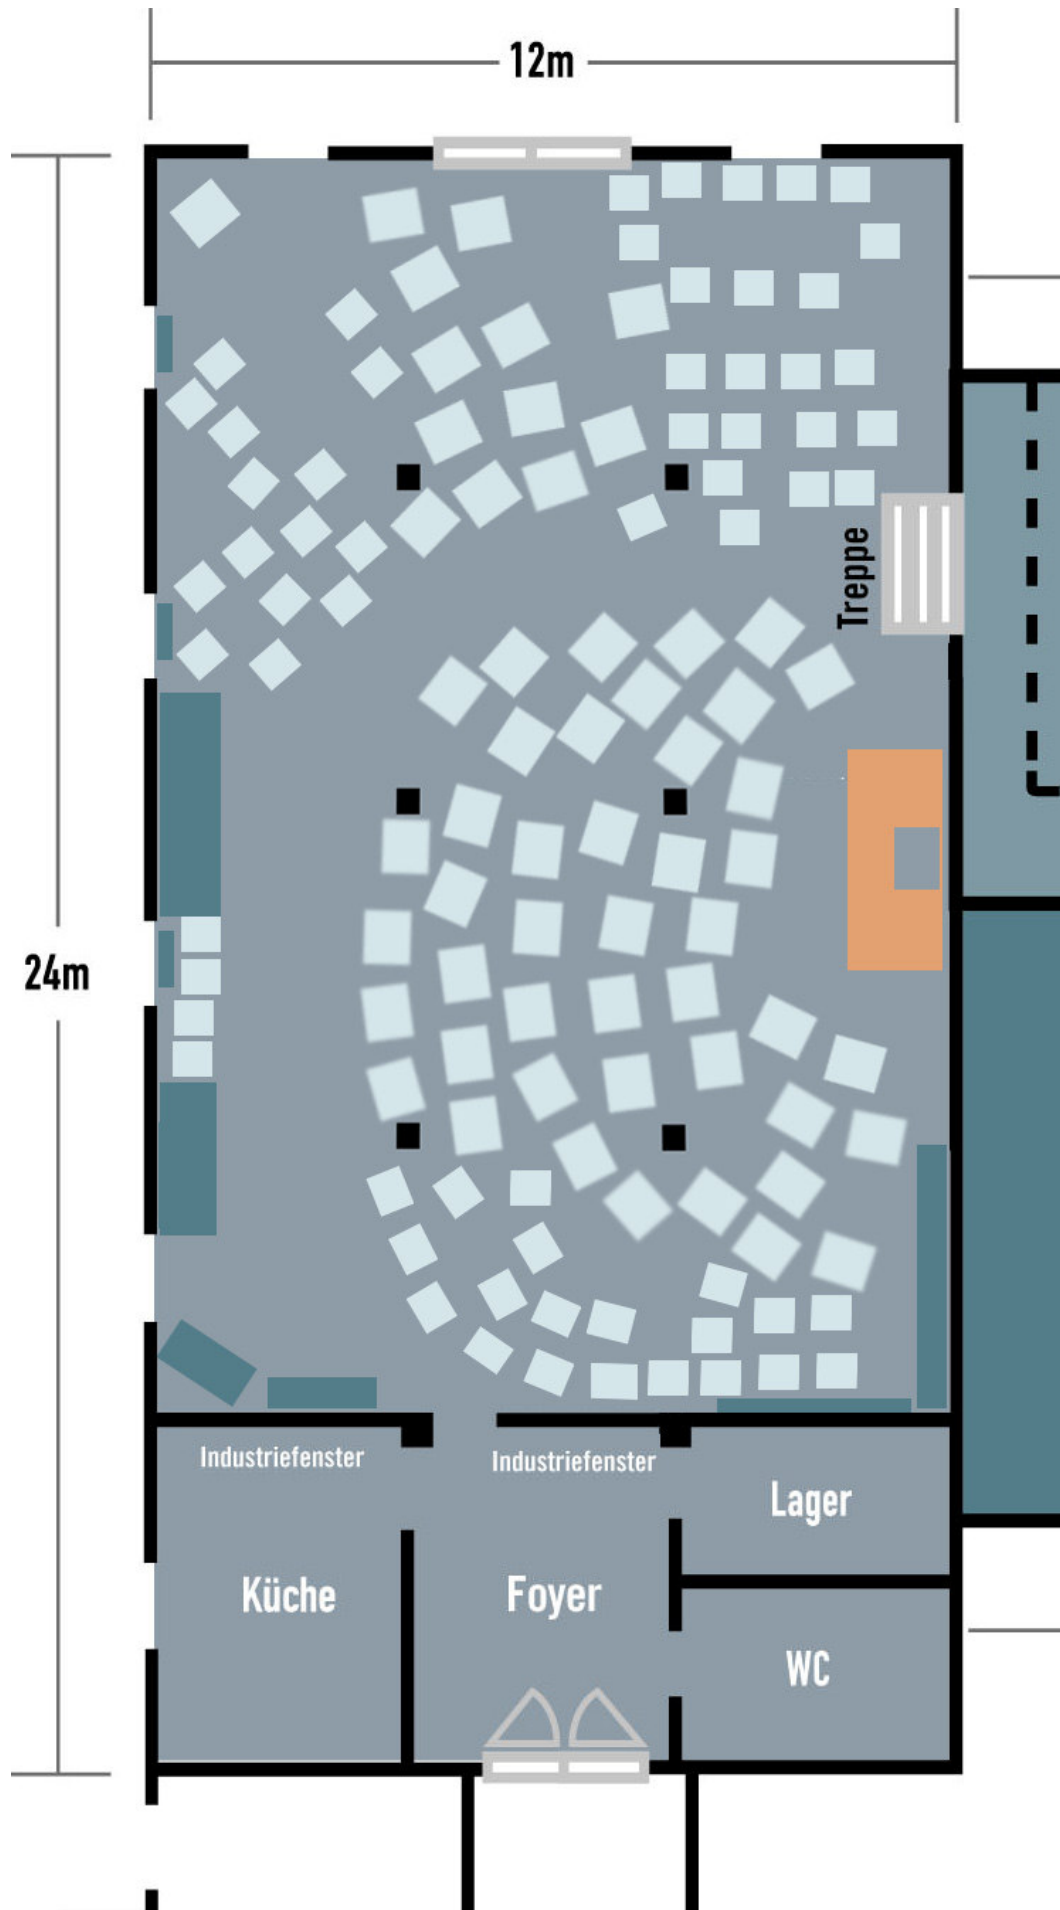 12m
Treppe
24m
Industriefenster
Industriefenster
Lager
Küche
Foyer
WC